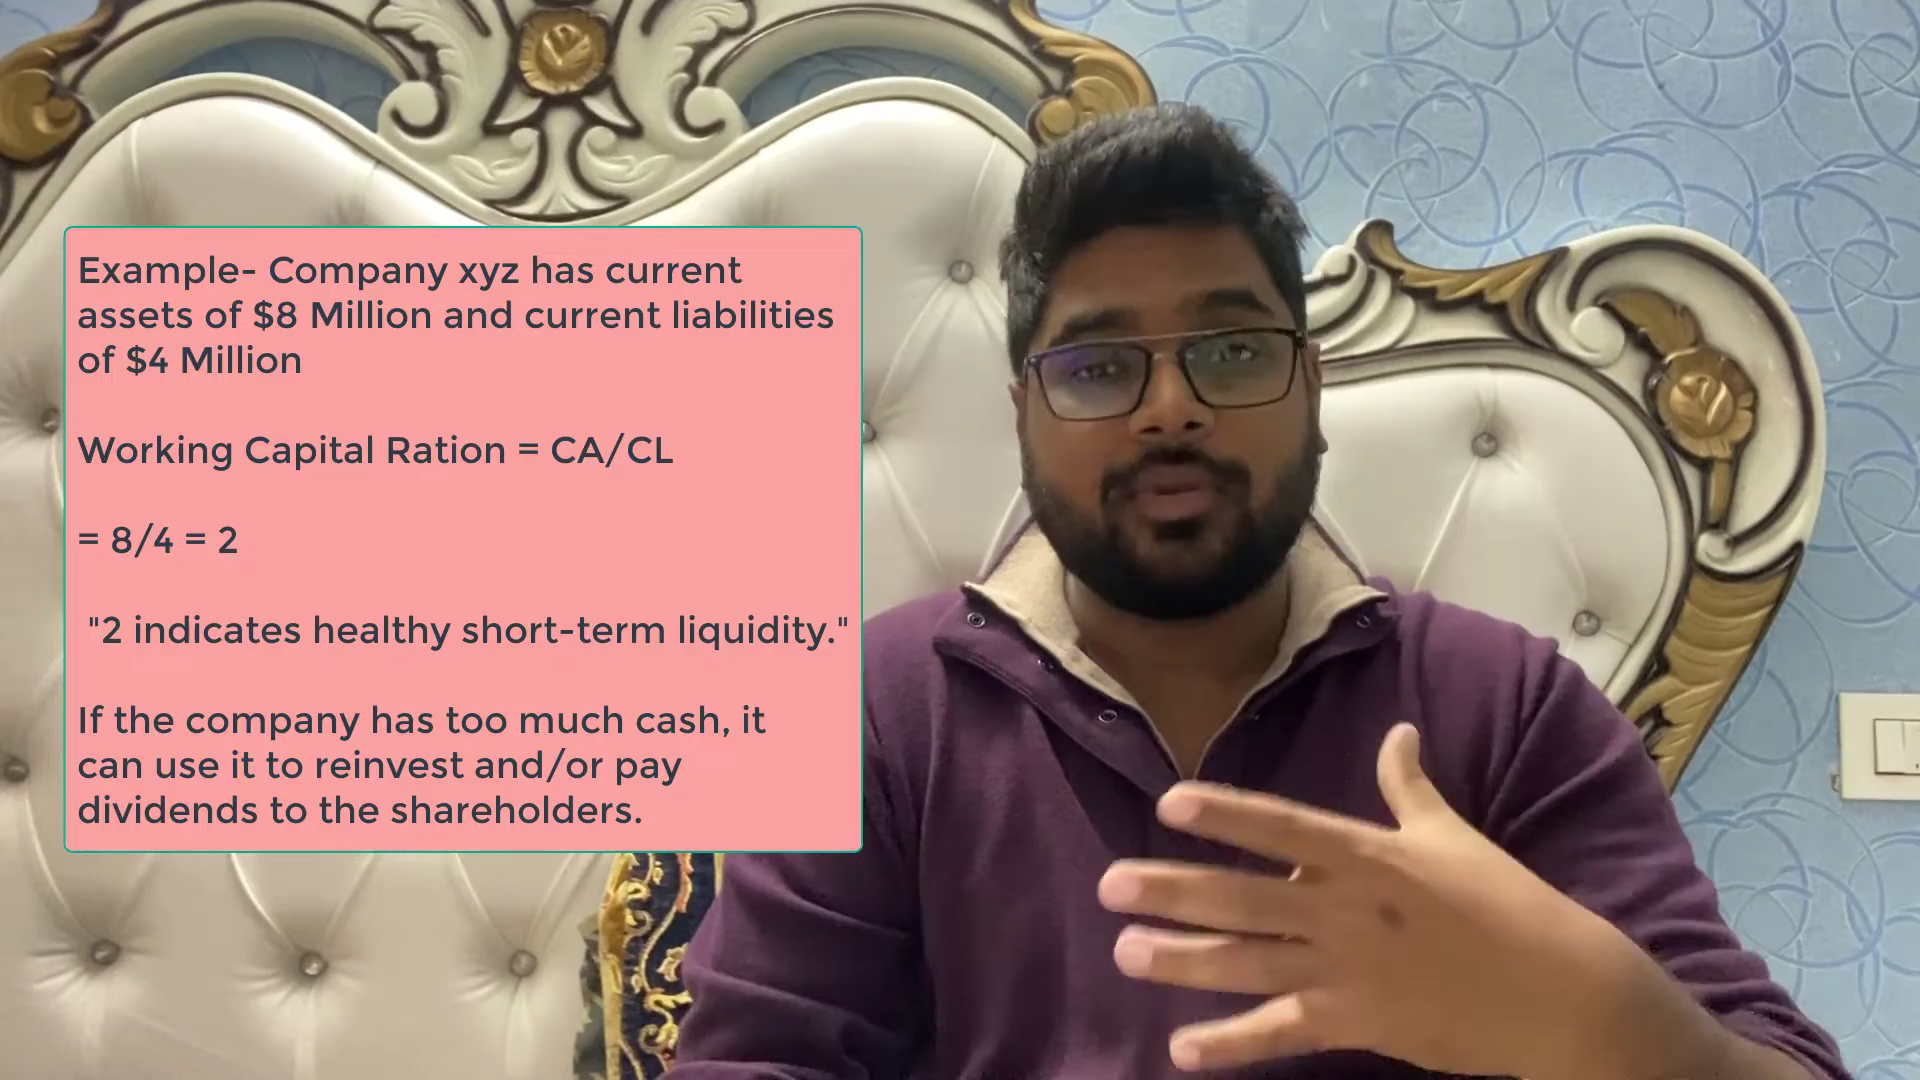 Example- Company xyz has current
assets of $8 Million and current liabilities
of $4 Million
Working Capital Ration = CA/CL
= 8/4 = 2
"2 indicates healthy short-term liquidity."
If the company has too much cash, it
can use it to reinvest and/or pay
dividends to the shareholders.